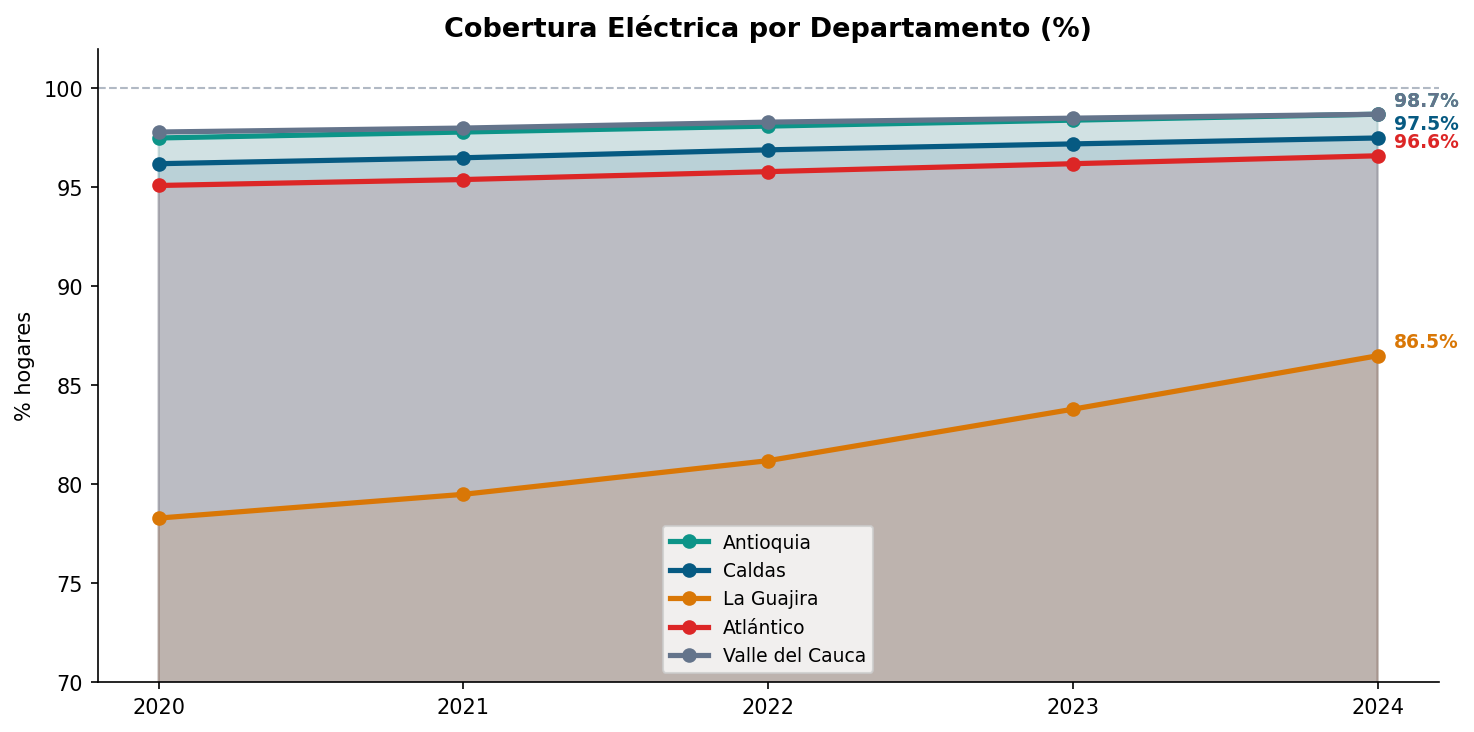 Cobertura Eléctrica por Departamento (%)
% hogares
100
95
90
85
80
75
70
98.7%
97.5%
96.6%
86.5%
Antioquia
Caldas
La Guajira
Atlántico
Valle del Cauca
2020
2021
2022
2023
2024